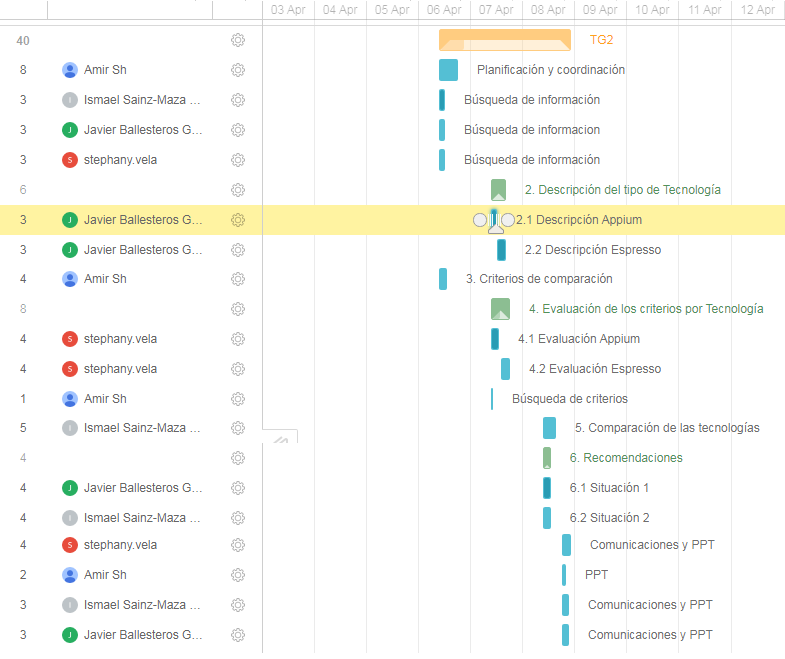 03 Apr 04 Apr 05 Apr 06 Apr 07 Apr 08 Apr 09 Apr 10 Apr 11 Apr 12 Apr
40 TG2
8 Amir Sh Planificación y coordinación
3 I Ismael Sainz-Maza ... Búsqueda de información
3 J Javier Ballesteros G... Búsqueda de informacion
3 S stephany.vela Búsqueda de información
6 2. Descripción del tipo de Tecnología
3 J Javier Ballesteros G... 2.1 Descripción Appium
3 J Javier Ballesteros G... 2.2 Descripción Espresso
4 Amir Sh 3. Criterios de comparación
8 4. Evaluación de los criterios por Tecnología
4 S stephany.vela 4.1 Evaluación Appium
4 S stephany.vela 4.2 Evaluación Espresso
1 Amir Sh Búsqueda de criterios
5 I Ismael Sainz-Maza ... 5. Comparación de las tecnologías
4 6. Recomendaciones
4 J Javier Ballesteros G... 6.1 Situación 1
4 I Ismael Sainz-Maza ... 6.2 Situación 2
4 S stephany.vela Comunicaciones y PPT
2 Amir Sh PPT
3 I Ismael Sainz-Maza ... Comunicaciones y PPT
3 J Javier Ballesteros G... Comunicaciones y PPT